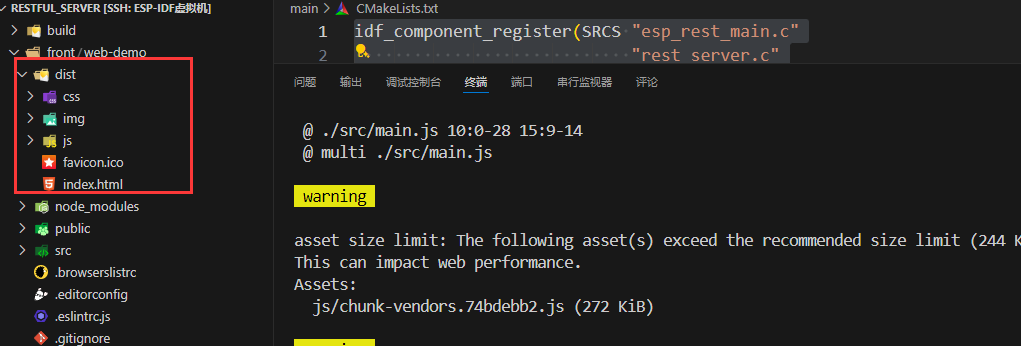 RESTFUL_SERVER [SSH: ESP-IDF虚拟机]
build
front / web-demo
dist
css
img
js
favicon.ico
index.html
node_modules
public
src
.browserslistrc
.editorconfig
.eslintrc.js
.gitignore
main > CMakeLists.txt
1 idf_component_register(SRCS "esp_rest_main.c"
2 "rest_server.c"
问题 输出 调试控制台 终端 端口 串行监视器 评论
@ ./src/main.js 10:0-28 15:9-14
@ multi ./src/main.js
warning
asset size limit: The following asset(s) exceed the recommended size limit (244 K
This can impact web performance.
Assets:
js/chunk-vendors.74bdebb2.js (272 KiB)
warning